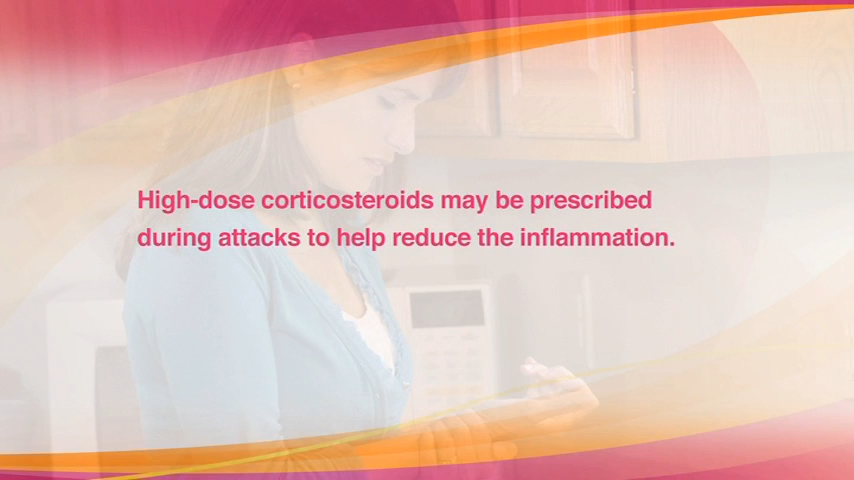 High-dose corticosteroids may be prescribed
during attacks to help reduce the inflammation.